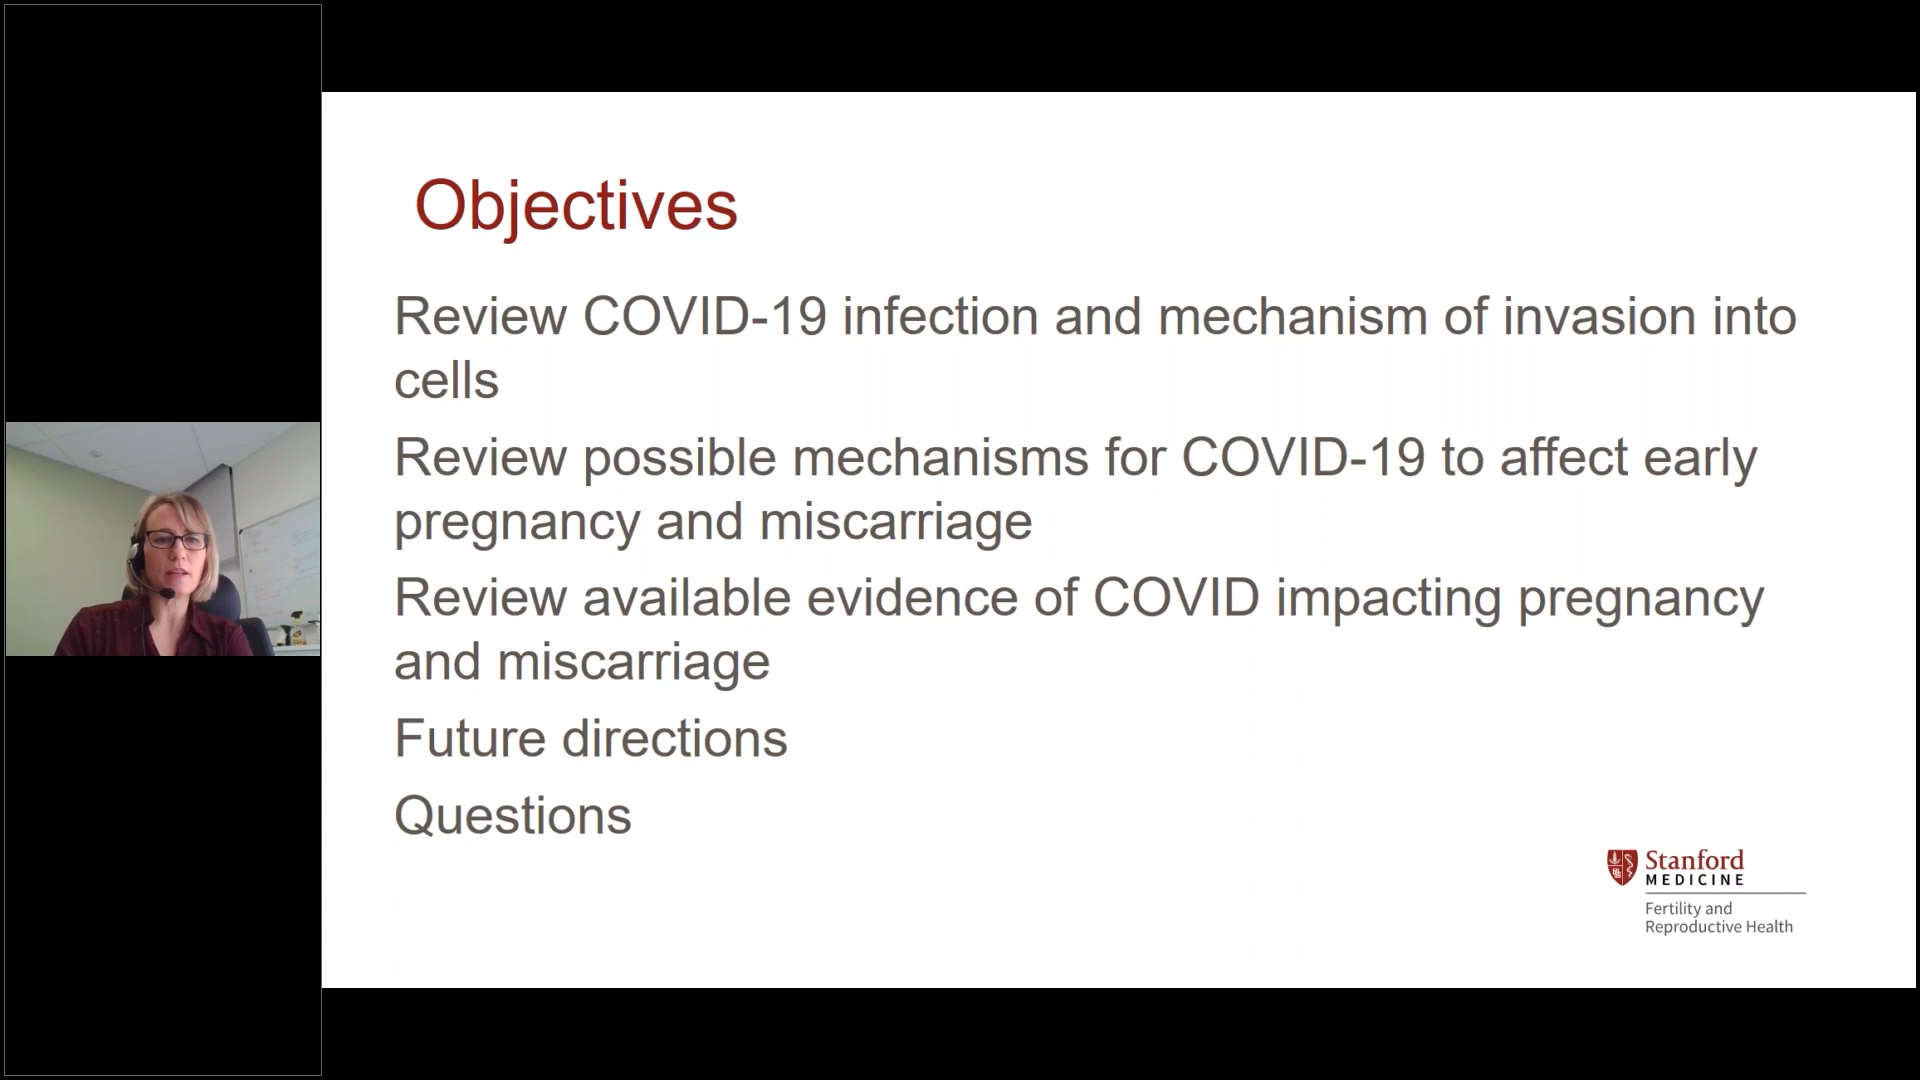 Objectives
Review COVID-19 infection and mechanism of invasion into
cells
Review possible mechanisms for COVID-19 to affect early
pregnancy and miscarriage
Review available evidence of COVID impacting pregnancy
and miscarriage
Future directions
Questions
Stanford
MEDICINE
Fertility and
Reproductive Health